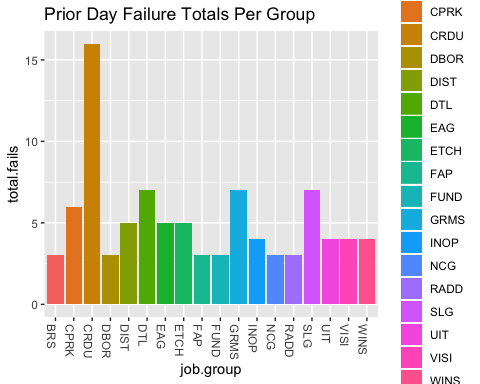 Prior Day Failure Totals Per Group
total.fails
15
10
5
0
BRS
CPRK
CRDU
DBOR
DIST
DTL
EAG
ETCH
FAP
FUND
GRMS
INOP
NCG
RADD
SLG
UIT
VISI
WINS
job.group
CPRK
CRDU
DBOR
DIST
DTL
EAG
ETCH
FAP
FUND
GRMS
INOP
NCG
RADD
SLG
UIT
VISI
WINS